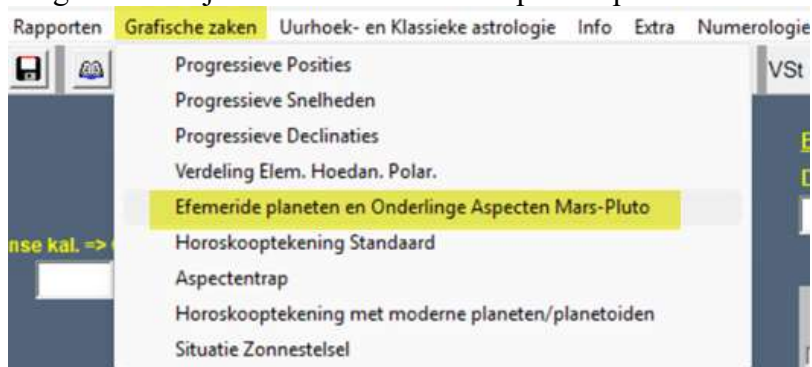 Rapporten Grafische zaken Uurhoek- en Klassieke astrologie Info Extra Numerologie
VSt
Progressieve Posities
Progressieve Snelheden
Progressieve Declinaties
Verdeling Elem. Hoedan. Polar.
Efemeride planeten en Onderlinge Aspecten Mars-Pluto
nse kal. =>
Horoskooptekening Standaard
Aspectentrap
Horoskooptekening met moderne planeten/planetoiden
Situatie Zonnestelsel